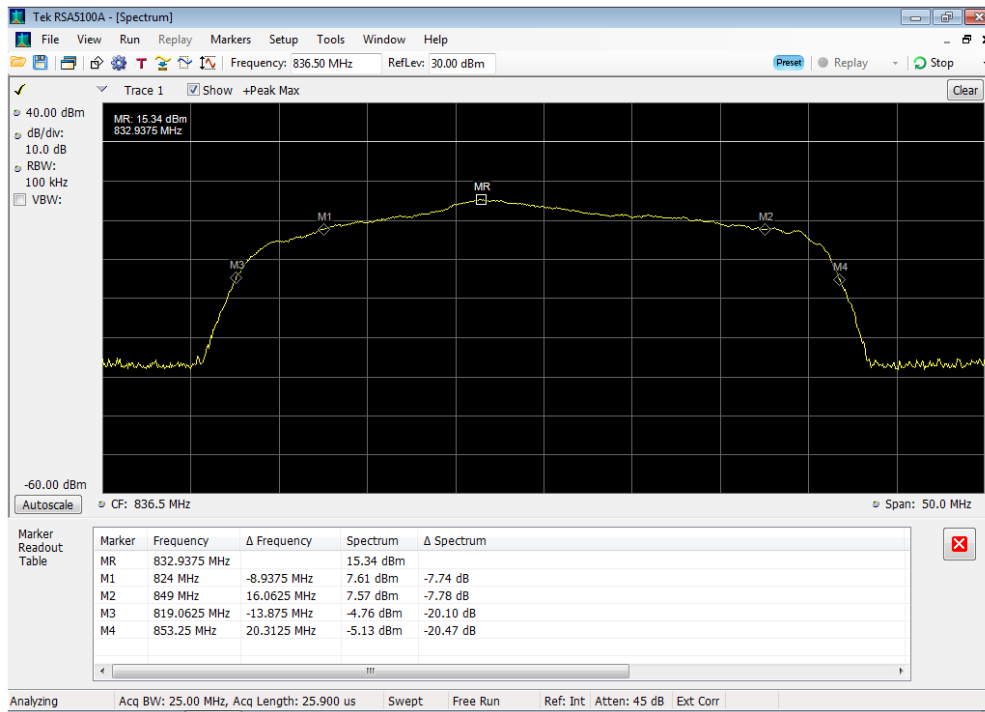 Tek RSA5100A - [Spectrum]
File View Run Replay Markers Setup Tools Window Help
T Frequency: 836.50 MHz RefLev: 30.00 dBm Preset Replay Stop
Trace 1 Show +Peak Max Clear
40.00 dBm
dB/div:
10.0 dB
RBW:
100 kHz
VBW:
MR: 15.34 dBm
832.9375 MHz
MR
M1
M2
M3
M4
-60.00 dBm
Autoscale CF: 836.5 MHz Span: 50.0 MHz
Marker
Readout
Table
Marker Frequency Δ Frequency Spectrum Δ Spectrum
MR 832.9375 MHz 15.34 dBm
M1 824 MHz -8.9375 MHz 7.61 dBm -7.74 dB
M2 849 MHz 16.0625 MHz 7.57 dBm -7.78 dB
M3 819.0625 MHz -13.875 MHz -4.76 dBm -20.10 dB
M4 853.25 MHz 20.3125 MHz -5.13 dBm -20.47 dB
Analyzing Acq BW: 25.00 MHz, Acq Length: 25.900 us Swept Free Run Ref: Int Atten: 45 dB Ext Corr